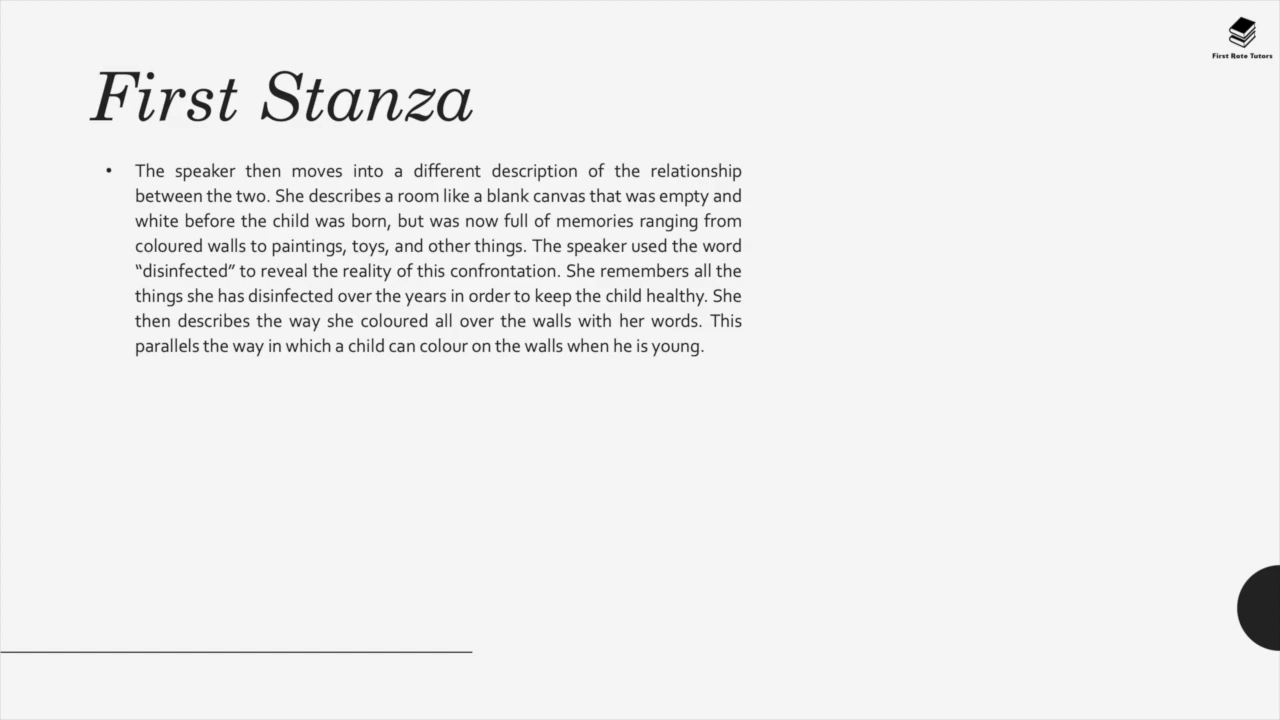 First Rate Tutors
First Stanza
• The speaker then moves into a different description of the relationship
between the two. She describes a room like a blank canvas that was empty and
white before the child was born, but was now full of memories ranging from
coloured walls to paintings, toys, and other things. The speaker used the word
“disinfected” to reveal the reality of this confrontation. She remembers all the
things she has disinfected over the years in order to keep the child healthy. She
then describes the way she coloured all over the walls with her words. This
parallels the way in which a child can colour on the walls when he is young.